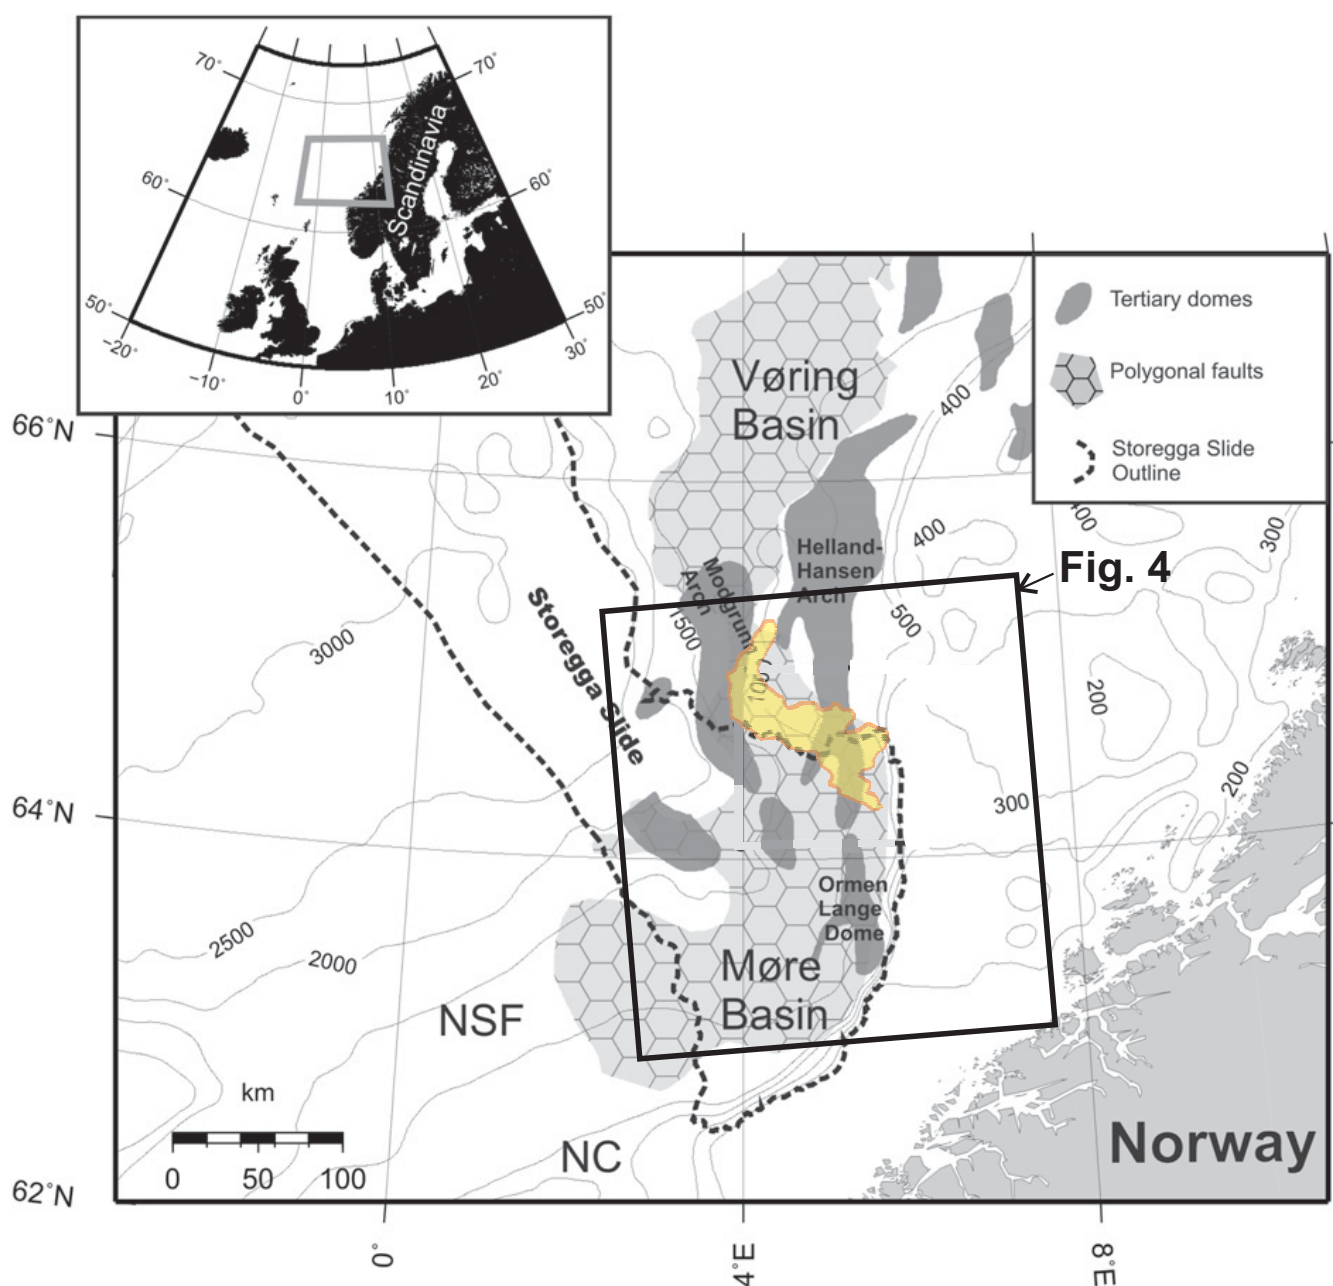 70°
70°
Scandinavia
60°
60°
50°
50°
−20°
−10°
0°
10°
20°
30°
Tertiary domes
Polygonal faults
Storegga Slide
Outline
Vøring
Basin
400
66°N
400
400
300
Helland-
Hansen
Arch
Modgrunn
Arch
Fig. 4
Storegga Slide
1500
500
3000
200
200
300
64°N
Ormen
Lange
Dome
2500
2000
Møre
Basin
NSF
km
0
50
100
NC
Norway
62°N
0°
4°E
8°E